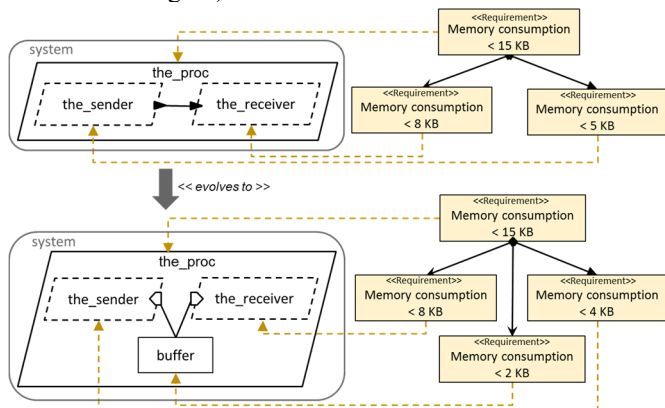 system
the_proc
the_sender
the_receiver
<<Requirement>>
Memory consumption
< 15 KB
<<Requirement>>
Memory consumption
< 8 KB
<<Requirement>>
Memory consumption
< 5 KB
<< evolves to >>
system
the_proc
the_sender
the_receiver
buffer
<<Requirement>>
Memory consumption
< 15 KB
<<Requirement>>
Memory consumption
< 8 KB
<<Requirement>>
Memory consumption
< 4 KB
<<Requirement>>
Memory consumption
< 2 KB